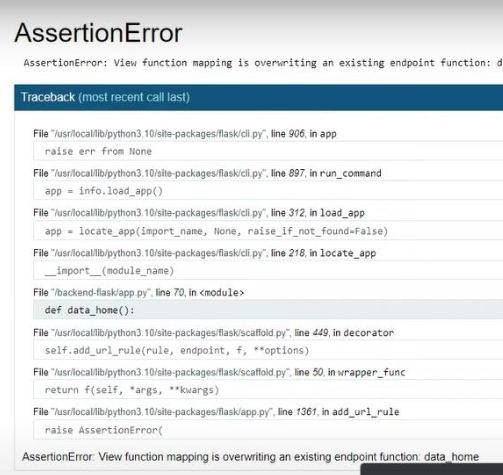 AssertionError
AssertionError: View function mapping is overwriting an existing endpoint function: d
Traceback (most recent call last)
File "/usr/local/lib/python3.10/site-packages/flask/cli.py", line 906, in app
raise err from None
File "/usr/local/lib/python3.10/site-packages/flask/cli.py", line 897, in run_command
app = info.load_app()
File "/usr/local/lib/python3.10/site-packages/flask/cli.py", line 312, in load_app
app = locate_app(import_name, None, raise_if_not_found=False)
File "/usr/local/lib/python3.10/site-packages/flask/cli.py", line 218, in locate_app
__import__(module_name)
File "/backend-flask/app.py", line 70, in <module>
def data_home():
File "/usr/local/lib/python3.10/site-packages/flask/scaffold.py", line 449, in decorator
self.add_url_rule(rule, endpoint, f, **options)
File "/usr/local/lib/python3.10/site-packages/flask/scaffold.py", line 50, in wrapper_func
return f(self, *args, **kwargs)
File "/usr/local/lib/python3.10/site-packages/flask/app.py", line 1361, in add_url_rule
raise AssertionError(
AssertionError: View function mapping is overwriting an existing endpoint function: data_home